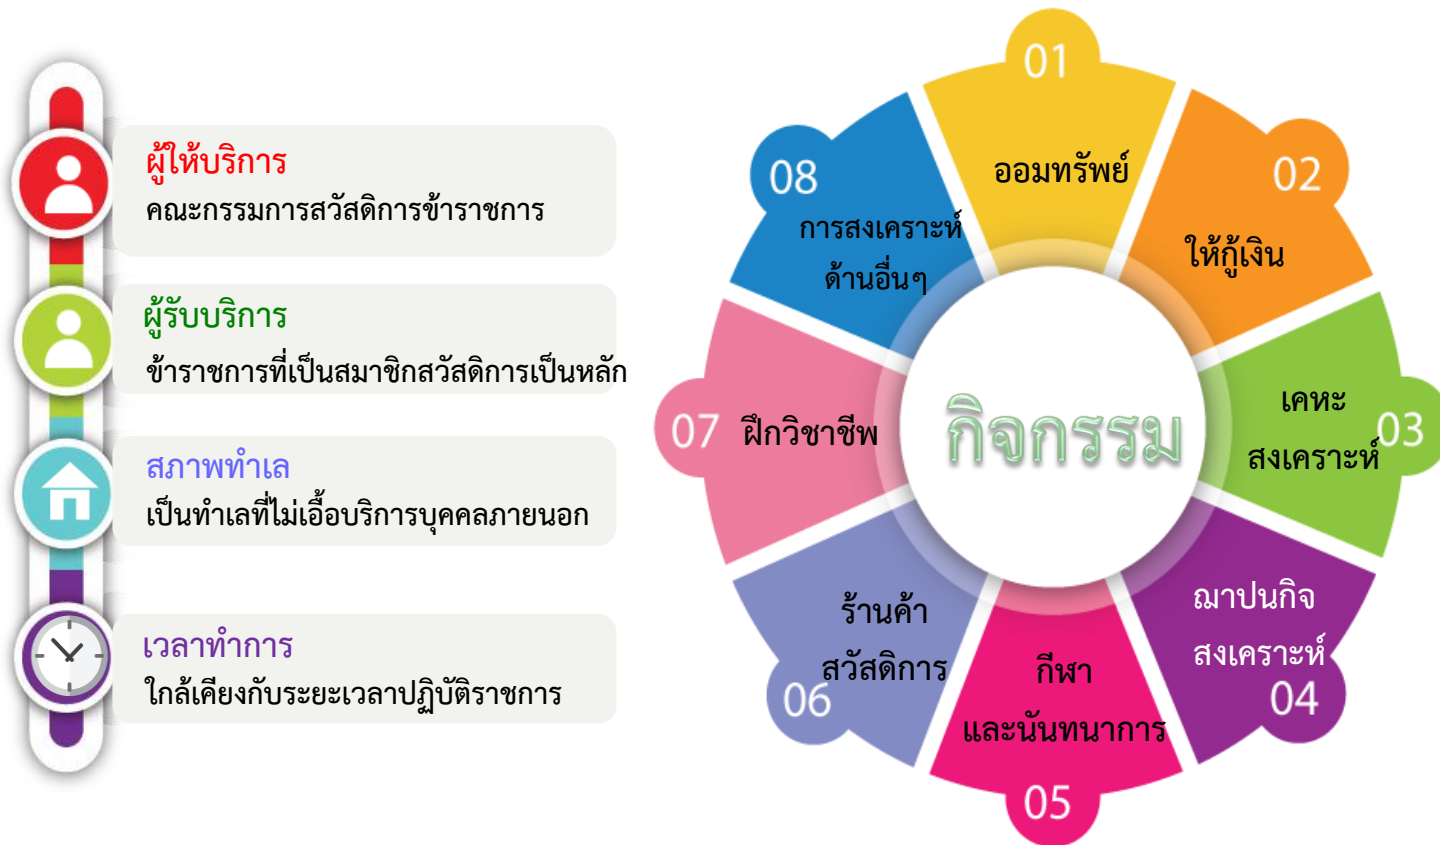 ผู้ให้บริการ
คณะกรรมการสวัสดิการข้าราชการ
ผู้รับบริการ
ข้าราชการที่เป็นสมาชิกสวัสดิการเป็นหลัก
สภาพทำเล
เป็นทำเลที่ไม่เอื้อบริการบุคคลภายนอก
เวลาทำการ
ใกล้เคียงกับระยะเวลาปฏิบัติราชการ
กิจกรรม
01
ออมทรัพย์
02
ให้กู้เงิน
03
เคหะ
สงเคราะห์
04
ฌาปนกิจ
สงเคราะห์
05
กีฬา
และนันทนาการ
06
ร้านค้า
สวัสดิการ
07
ฝึกวิชาชีพ
08
การสงเคราะห์
ด้านอื่นๆ